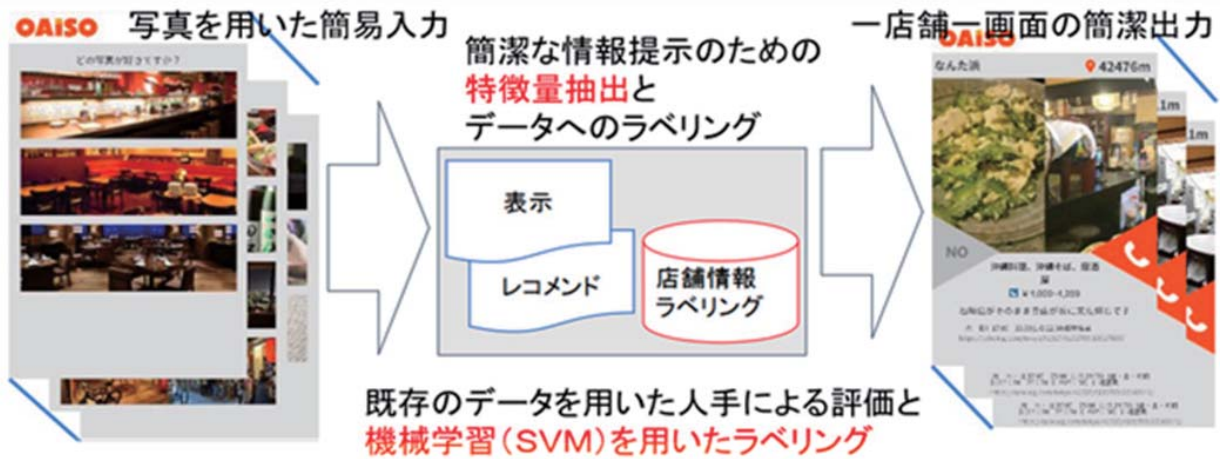 OAiSO
写真を用いた簡易入力
どの写真が好きですか?
簡潔な情報提示のための
特徴量抽出と
データへのラベリング
表示
レコメンド
店舗情報
ラベリング
既存のデータを用いた人手による評価と
機械学習(SVM)を用いたラベリング
一店舗一画面の簡潔出力
OAiSO
なんた浜
42476m
.1m
1m
NO
沖縄料理、沖縄そば、居酒
屋